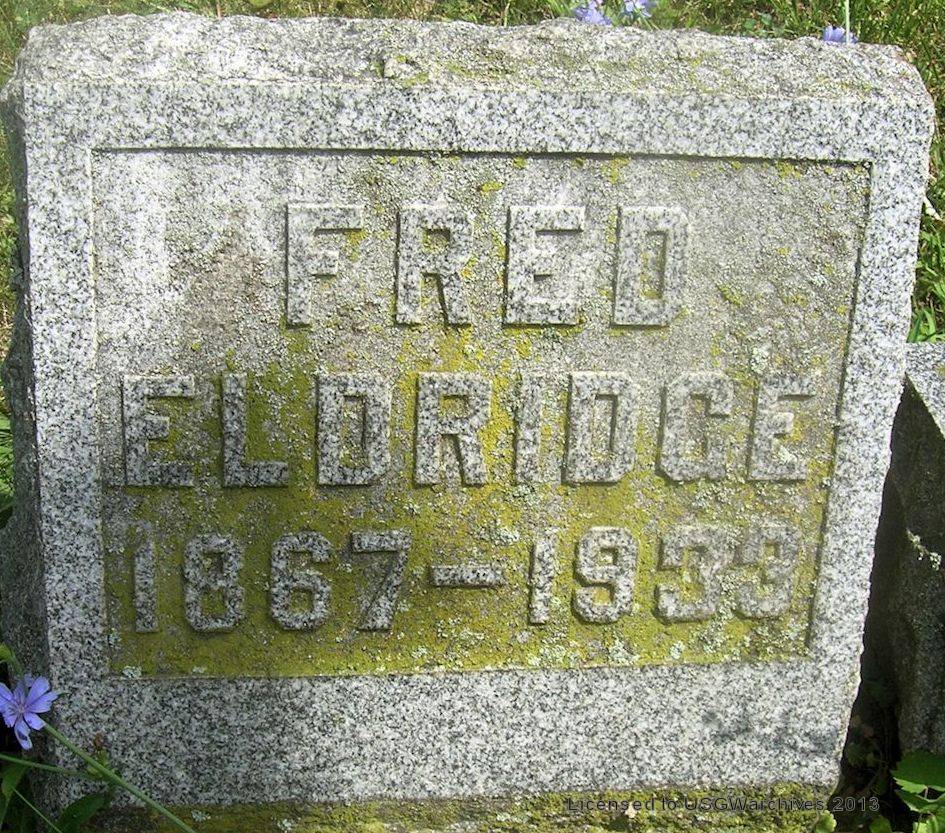 FRED
ELDRIDGE
1867-1933
Licensed to USGWarchives 2013